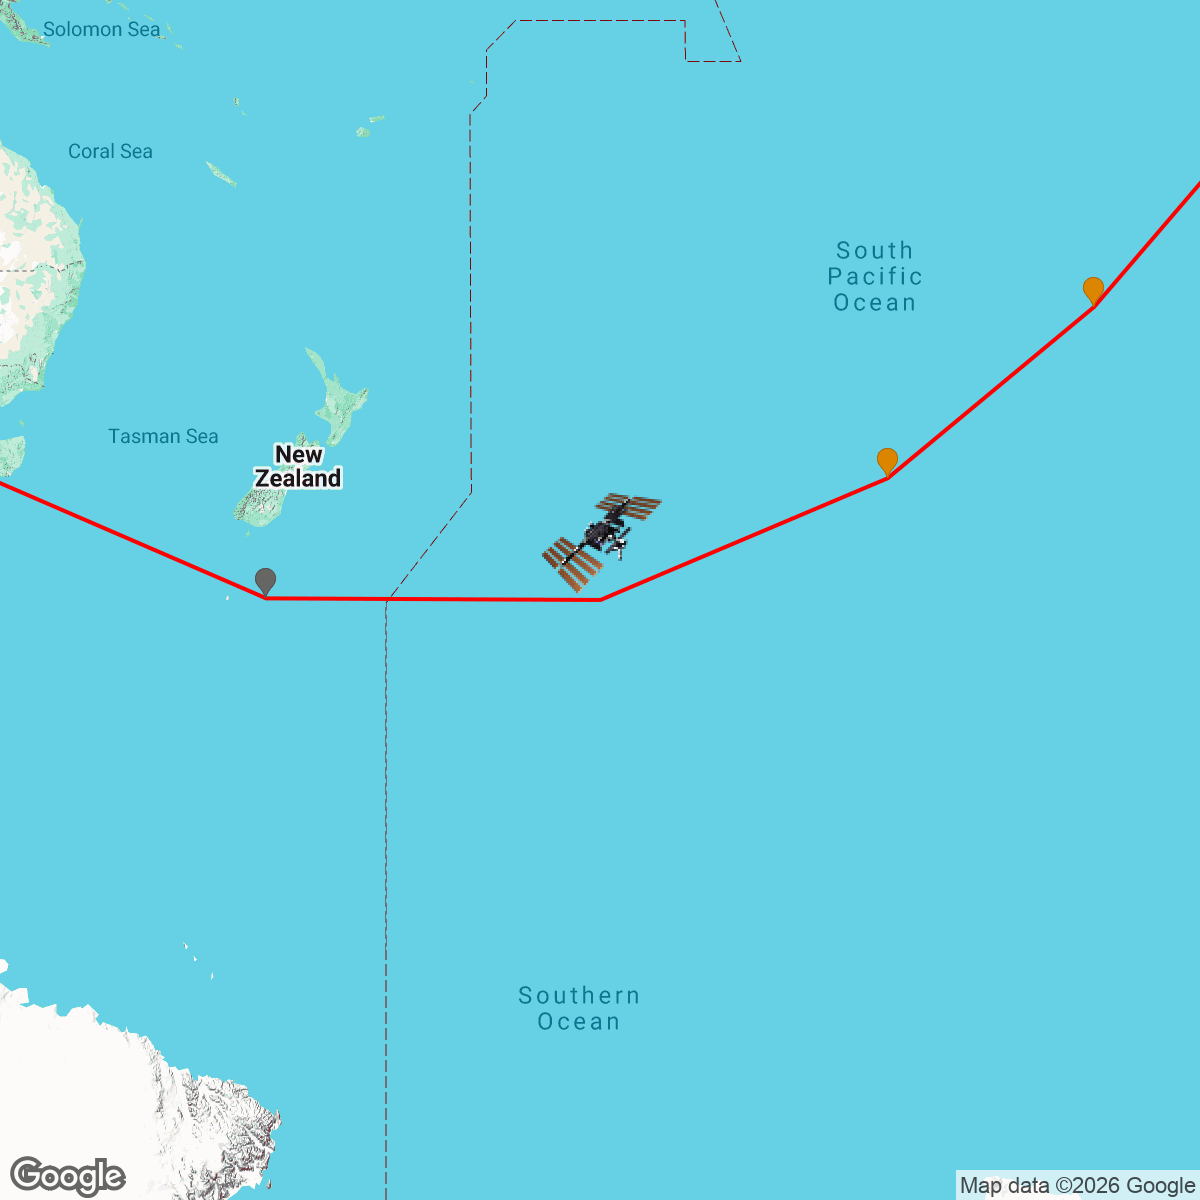 Solomon Sea
Coral Sea
South
Pacific
Ocean
Tasman Sea
New
Zealand
Southern
Ocean
Google
Map data ©2026 Google